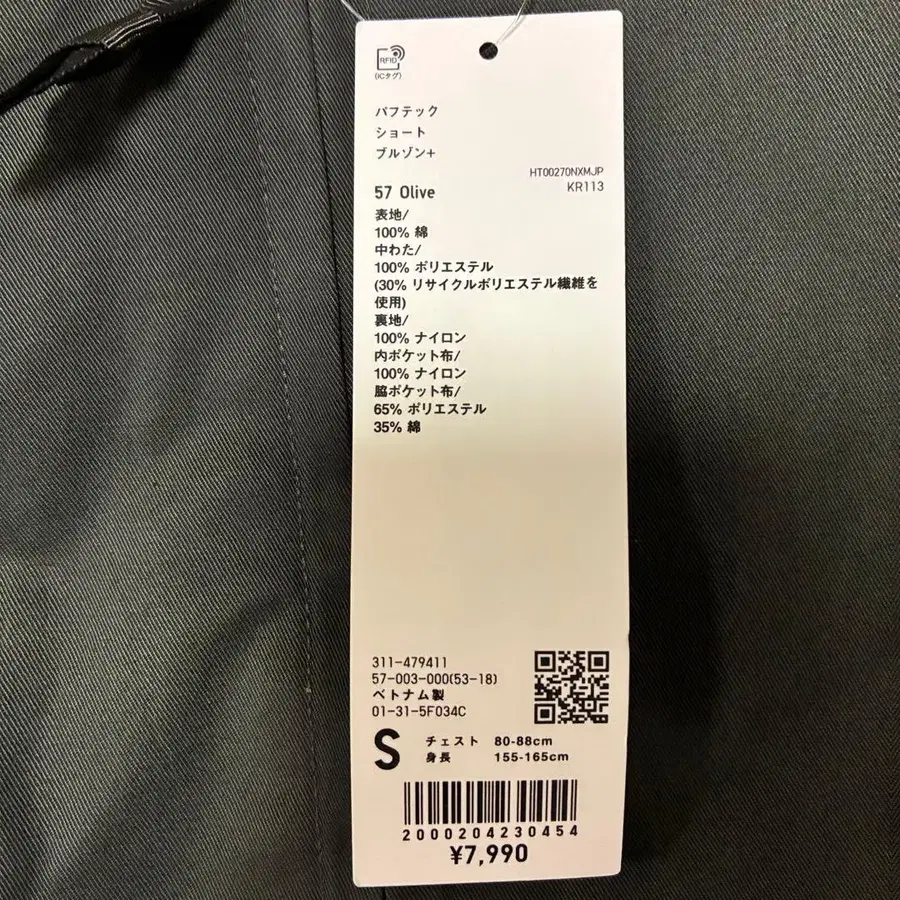 RFID
(ICタグ)
パフテック
ショート
ブルゾン+
HT00270NXMJP
KR113
57 Olive
表地/
100% 綿
中わた/
100% ポリエステル
(30% リサイクルポリエステル繊維を
使用)
裏地/
100% ナイロン
内ポケット布/
100% ナイロン
脇ポケット布/
65% ポリエステル
35% 綿
311-479411
57-003-000(53-18)
ベトナム製
01-31-5F034C
S チェスト 80-88cm
身長 155-165cm
2000204230454
¥7,990